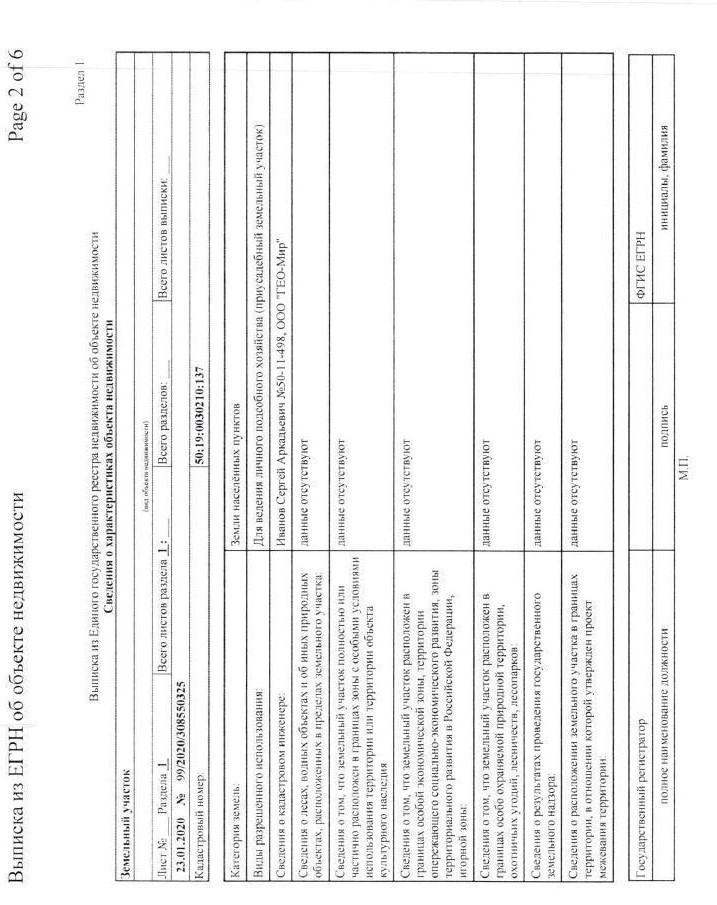 Выписка из ЕГРН об объекте недвижимости Page 2 of 6
Раздел 1
Выписка из Единого государственного реестра недвижимости об объекте недвижимости
Сведения о характеристиках объекта недвижимости
Земельный участок
(вид объекта недвижимости)
Лист № ___ Раздела 1 Всего листов раздела 1 : ___ Всего разделов: ___ Всего листов выписки: ___
23.01.2020 № 99/2020/308550325
Кадастровый номер: 50:19:0030210:137
Категория земель: Земли населённых пунктов
Виды разрешенного использования: Для ведения личного подсобного хозяйства (приусадебный земельный участок)
Сведения о кадастровом инженере: Иванов Сергей Аркадьевич №50-11-498, ООО "ГЕО-Мир"
Сведения о лесах, водных объектах и об иных природных
объектах, расположенных в пределах земельного участка: данные отсутствуют
Сведения о том, что земельный участок полностью или
частично расположен в границах зоны с особыми условиями
использования территории или территории объекта
культурного наследия данные отсутствуют
Сведения о том, что земельный участок расположен в
границах особой экономической зоны, территории
опережающего социально-экономического развития, зоны
территориального развития в Российской Федерации,
игорной зоны: данные отсутствуют
Сведения о том, что земельный участок расположен в
границах особо охраняемой природной территории,
охотничьих угодий, лесничеств, лесопарков: данные отсутствуют
Сведения о результатах проведения государственного
земельного надзора: данные отсутствуют
Сведения о расположении земельного участка в границах
территории, в отношении которой утвержден проект
межевания территории: данные отсутствуют
Государственный регистратор ФГИС ЕГРН
полное наименование должности подпись инициалы, фамилия
М.П.